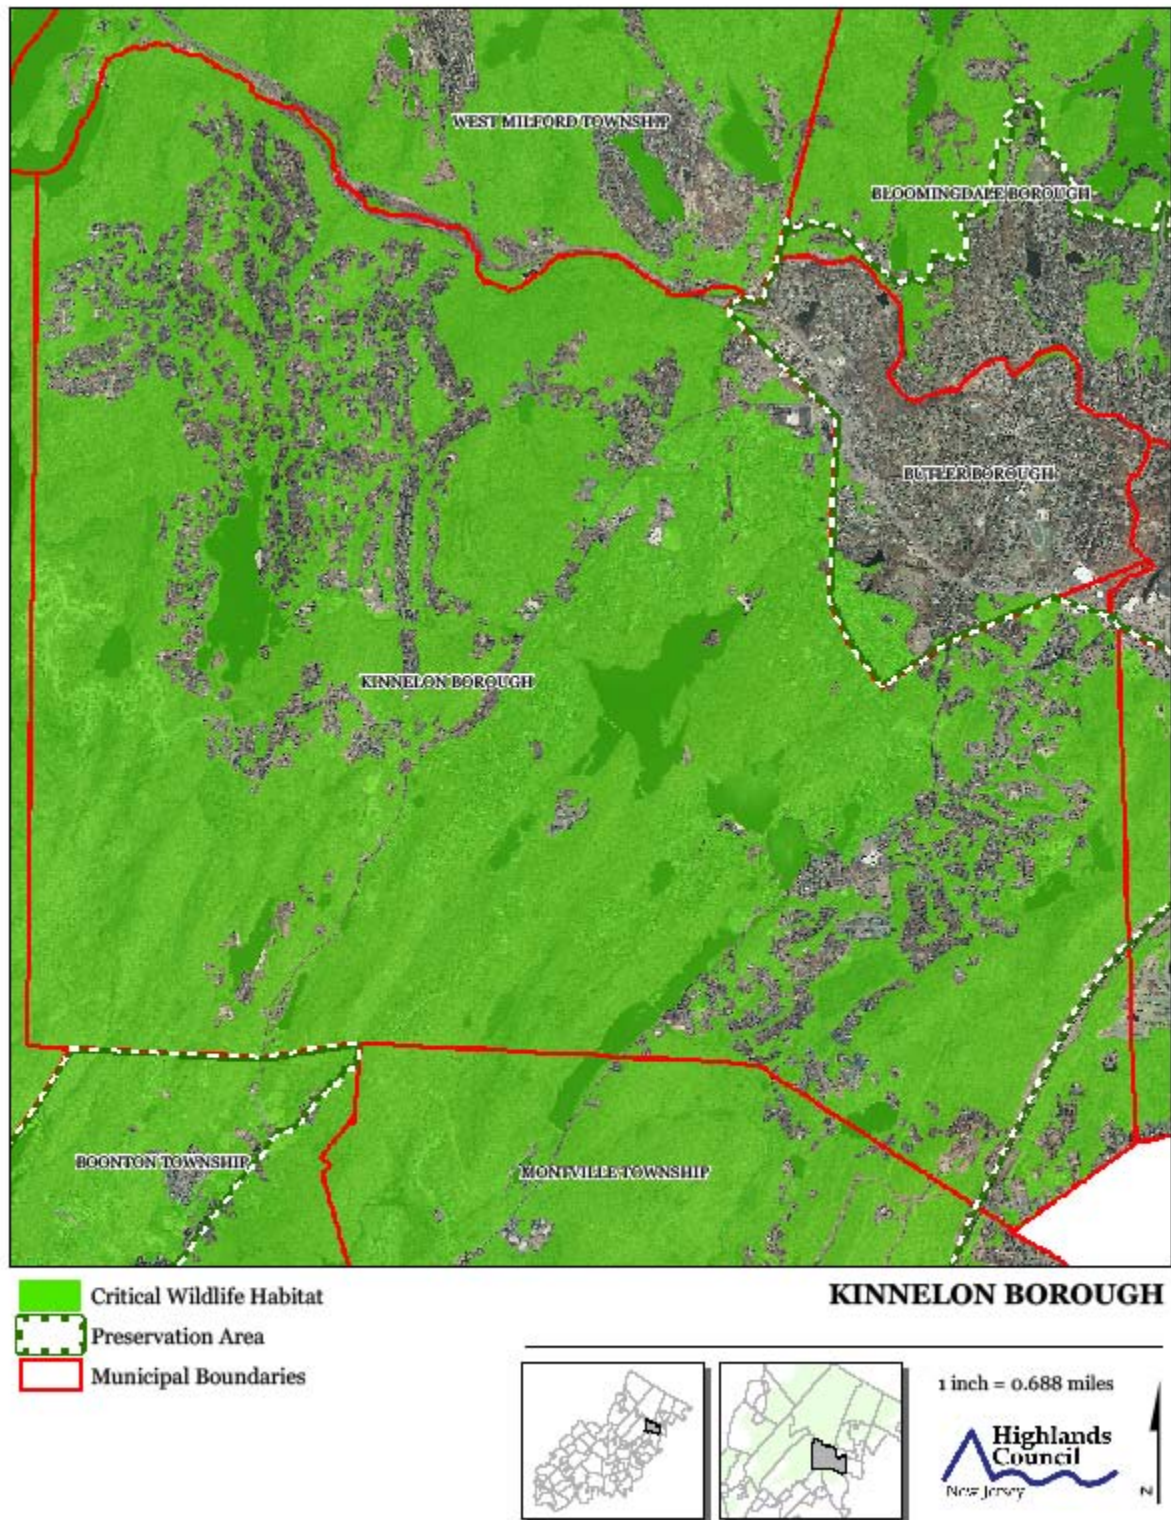 WEST MILFORD TOWNSHIP
BLOOMINGDALE BOROUGH
BUTLER BOROUGH
KINNELON BOROUGH
BOONTON TOWNSHIP
MONTVILLE TOWNSHIP
Critical Wildlife Habitat
Preservation Area
Municipal Boundaries
KINNELON BOROUGH
1 inch = 0.688 miles
Highlands
Council
New Jersey
N